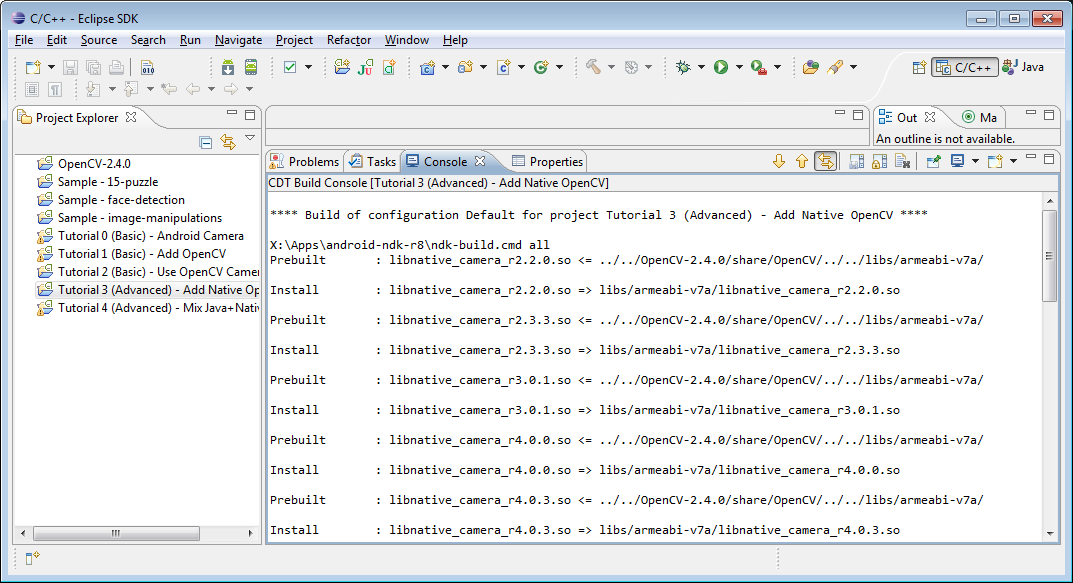 C/C++ - Eclipse SDK
File Edit Source Search Run Navigate Project Refactor Window Help
C/C++ Java
Project Explorer
OpenCV-2.4.0
Sample - 15-puzzle
Sample - face-detection
Sample - image-manipulations
Tutorial 0 (Basic) - Android Camera
Tutorial 1 (Basic) - Add OpenCV
Tutorial 2 (Basic) - Use OpenCV Came
Tutorial 3 (Advanced) - Add Native Op
Tutorial 4 (Advanced) - Mix Java+Nativ
Out Ma
An outline is not available.
Problems Tasks Console Properties
CDT Build Console [Tutorial 3 (Advanced) - Add Native OpenCV]
**** Build of configuration Default for project Tutorial 3 (Advanced) - Add Native OpenCV ****
X:\Apps\android-ndk-r8\ndk-build.cmd all
Prebuilt : libnative_camera_r2.2.0.so <= ../../OpenCV-2.4.0/share/OpenCV/../../libs/armeabi-v7a/
Install : libnative_camera_r2.2.0.so => libs/armeabi-v7a/libnative_camera_r2.2.0.so
Prebuilt : libnative_camera_r2.3.3.so <= ../../OpenCV-2.4.0/share/OpenCV/../../libs/armeabi-v7a/
Install : libnative_camera_r2.3.3.so => libs/armeabi-v7a/libnative_camera_r2.3.3.so
Prebuilt : libnative_camera_r3.0.1.so <= ../../OpenCV-2.4.0/share/OpenCV/../../libs/armeabi-v7a/
Install : libnative_camera_r3.0.1.so => libs/armeabi-v7a/libnative_camera_r3.0.1.so
Prebuilt : libnative_camera_r4.0.0.so <= ../../OpenCV-2.4.0/share/OpenCV/../../libs/armeabi-v7a/
Install : libnative_camera_r4.0.0.so => libs/armeabi-v7a/libnative_camera_r4.0.0.so
Prebuilt : libnative_camera_r4.0.3.so <= ../../OpenCV-2.4.0/share/OpenCV/../../libs/armeabi-v7a/
Install : libnative_camera_r4.0.3.so => libs/armeabi-v7a/libnative_camera_r4.0.3.so